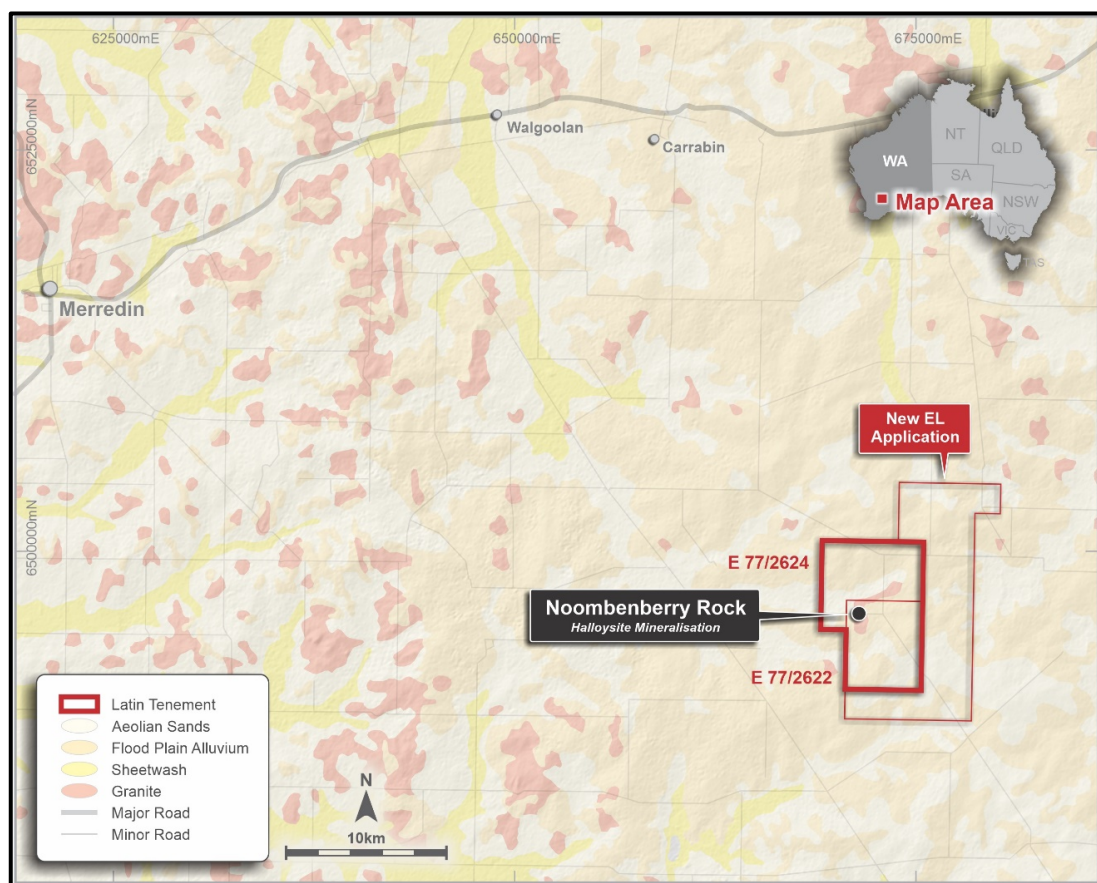 625000mE
650000mE
675000mE
6525000mN
6500000mN
Walgoolan
Carrabin
Merredin
WA
NT
QLD
SA
NSW
VIC
TAS
Map Area
New EL
Application
E 77/2624
Noombenberry Rock
Halloysite Mineralisation
E 77/2622
Latin Tenement
Aeolian Sands
Flood Plain Alluvium
Sheetwash
Granite
Major Road
Minor Road
N
10km